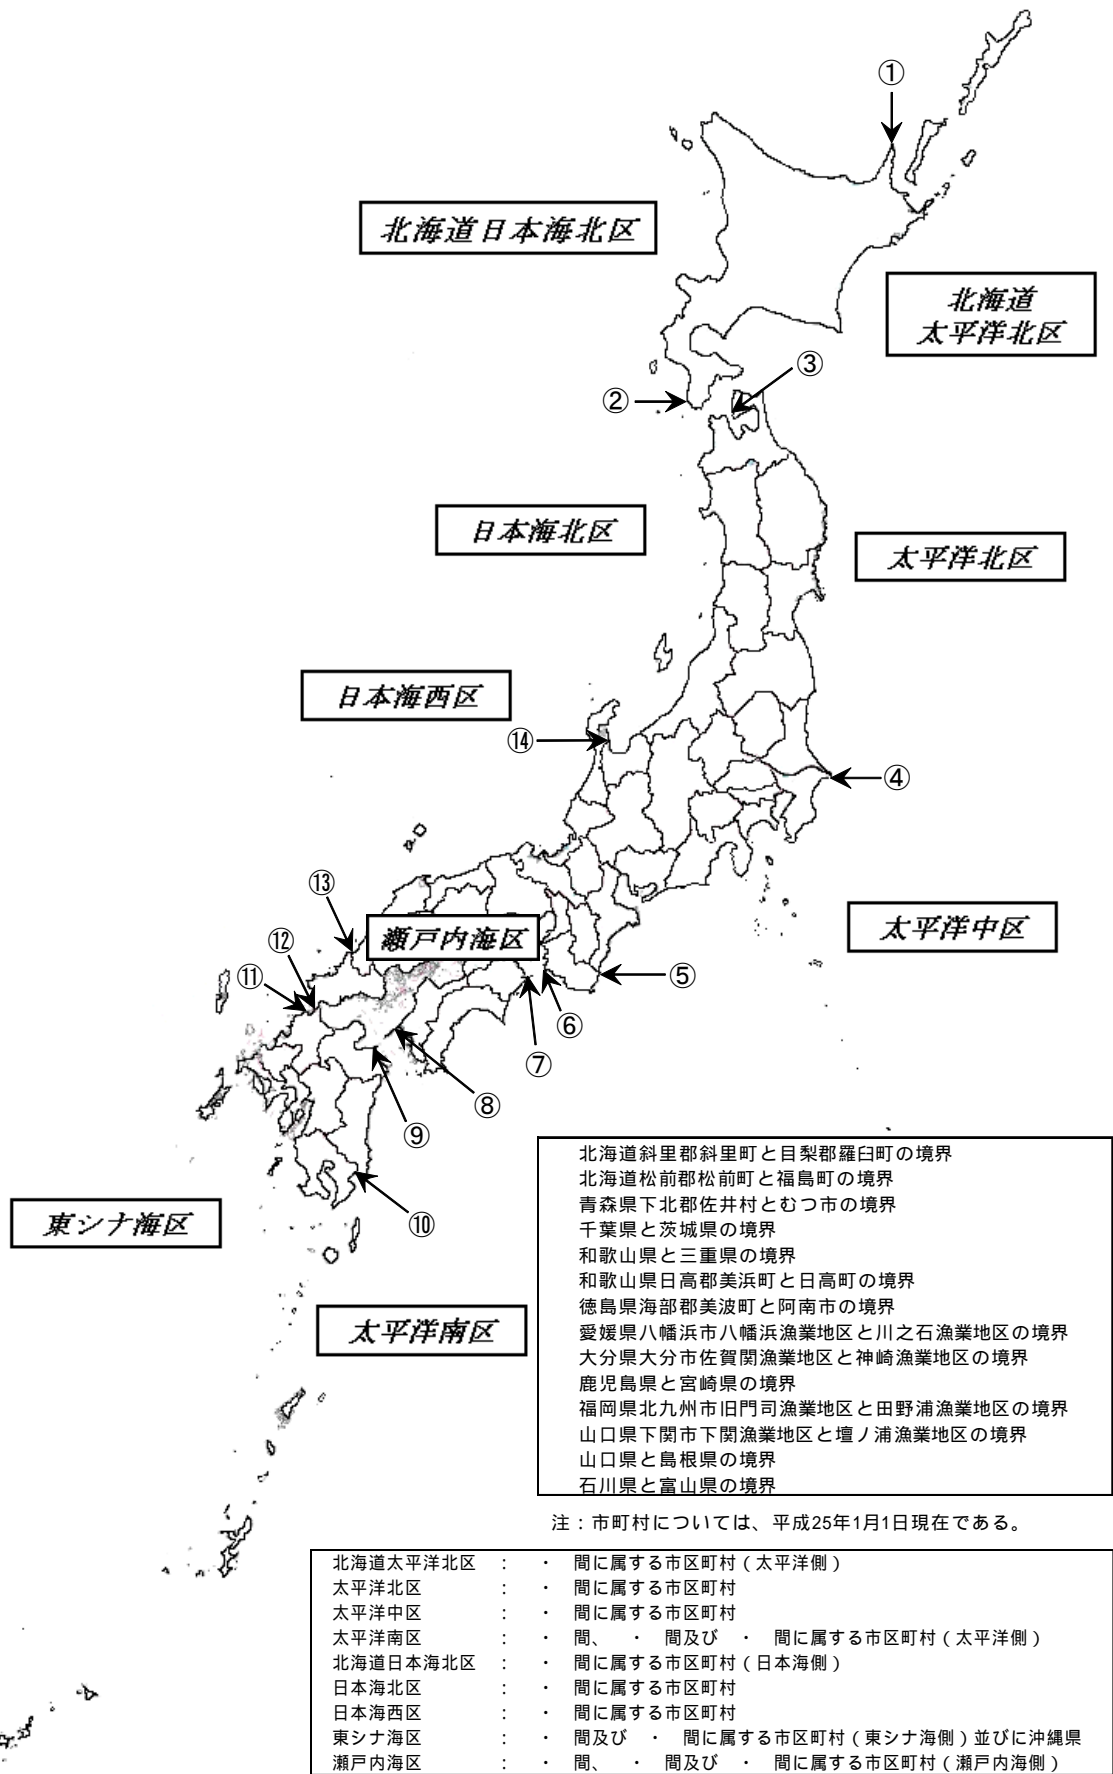 ①
北海道日本海北区
北海道
太平洋北区
③
②
日本海北区
太平洋北区
日本海西区
⑭
④
⑬
瀬戸内海区
太平洋中区
⑫
⑪
⑤
⑥
⑦
⑧
⑨
東シナ海区
⑩
太平洋南区
北海道斜里郡斜里町と目梨郡羅臼町の境界
北海道松前郡松前町と福島町の境界
青森県下北郡佐井村とむつ市の境界
千葉県と茨城県の境界
和歌山県と三重県の境界
和歌山県日高郡美浜町と日高町の境界
徳島県海部郡美波町と阿南市の境界
愛媛県八幡浜市八幡浜漁業地区と川之石漁業地区の境界
大分県大分市佐賀関漁業地区と神崎漁業地区の境界
鹿児島県と宮崎県の境界
福岡県北九州市旧門司漁業地区と田野浦漁業地区の境界
山口県下関市下関漁業地区と壇ノ浦漁業地区の境界
山口県と島根県の境界
石川県と富山県の境界
注：市町村については、平成25年1月1日現在である。
北海道太平洋北区 ： ・ 間に属する市区町村（太平洋側）
太平洋北区 ： ・ 間に属する市区町村
太平洋中区 ： ・ 間に属する市区町村
太平洋南区 ： ・ 間、 ・ 間及び ・ 間に属する市区町村（太平洋側）
北海道日本海北区 ： ・ 間に属する市区町村（日本海側）
日本海北区 ： ・ 間に属する市区町村
日本海西区 ： ・ 間に属する市区町村
東シナ海区 ： ・ 間及び ・ 間に属する市区町村（東シナ海側）並びに沖縄県
瀬戸内海区 ： ・ 間、 ・ 間及び ・ 間に属する市区町村（瀬戸内海側）